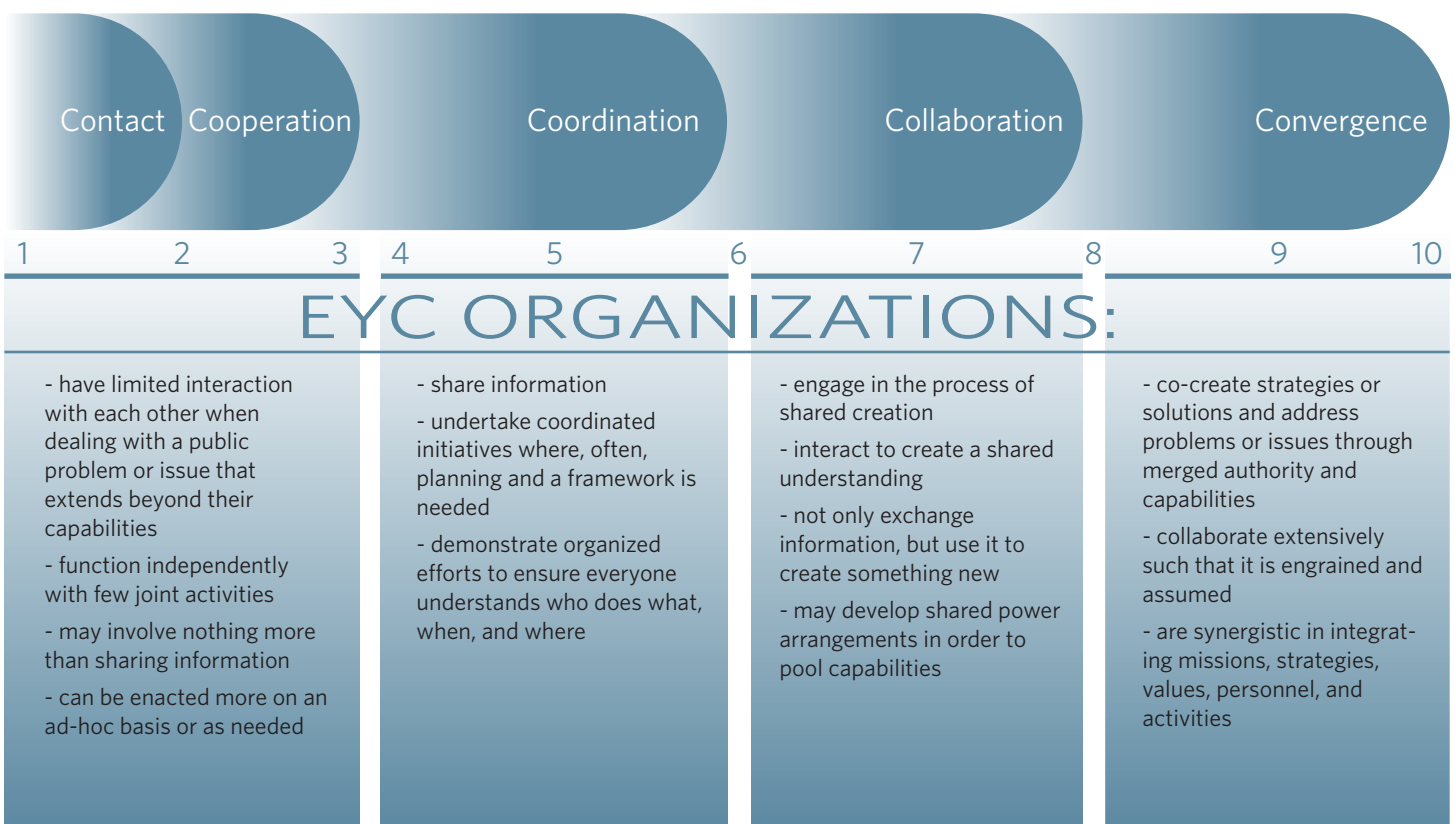 Contact Cooperation Coordination Collaboration Convergence
1 2 3 4 5 6 7 8 9 10
EYC ORGANIZATIONS:
- have limited interaction
with each other when
dealing with a public
problem or issue that
extends beyond their
capabilities
- function independently
with few joint activities
- may involve nothing more
than sharing information
- can be enacted more on an
ad-hoc basis or as needed
- share information
- undertake coordinated
initiatives where, often,
planning and a framework is
needed
- demonstrate organized
efforts to ensure everyone
understands who does what,
when, and where
- engage in the process of
shared creation
- interact to create a shared
understanding
- not only exchange
information, but use it to
create something new
- may develop shared power
arrangements in order to
pool capabilities
- co-create strategies or
solutions and address
problems or issues through
merged authority and
capabilities
- collaborate extensively
such that it is engrained and
assumed
- are synergistic in integrat-
ing missions, strategies,
values, personnel, and
activities